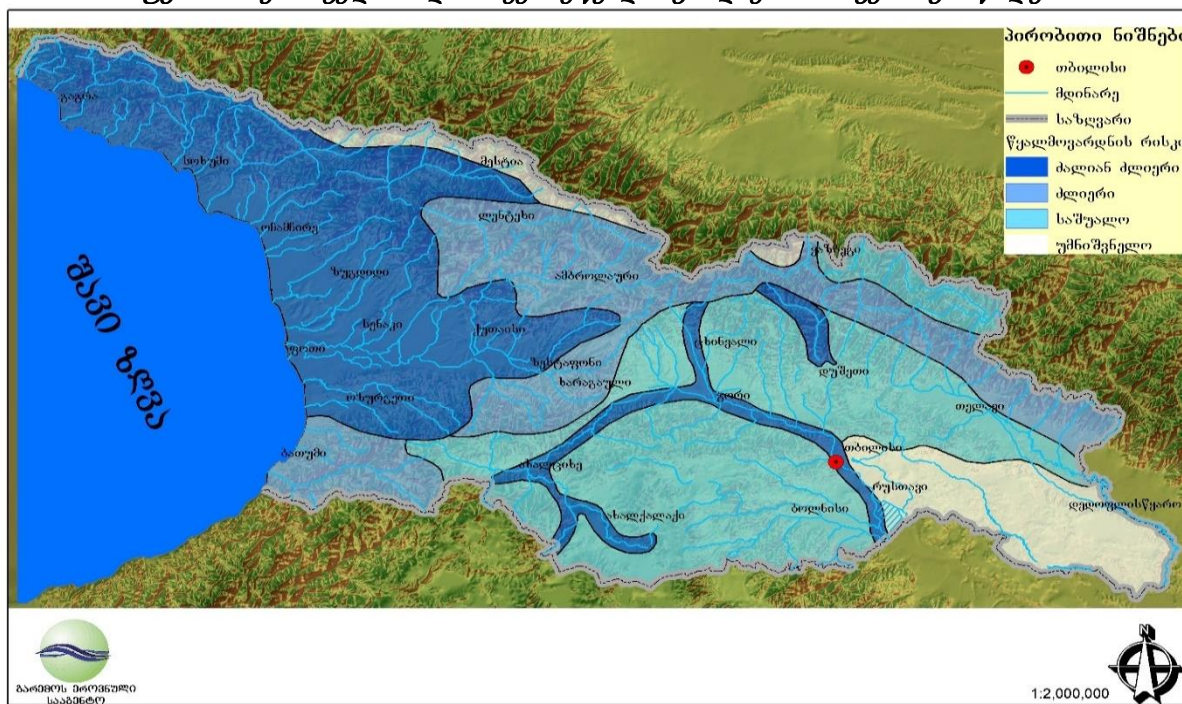 პირობითი ნიშნები
თბილისი
მდინარე
საზღვარი
წყალმოვარდნის რისკი
ძალიან ძლიერი
ძლიერი
საშუალო
უმნიშვნელო
გაგრა
სოხუმი
მესტია
ლენტეხი
ოჩამჩირე
ყაზბეგი
ზუგდიდი
ამბროლაური
შავი ზღვა
სენაკი
ქუთაისი
ფოთი
ცხინვალი
ზესტაფონი
დუშეთი
ხარაგაული
ოზურგეთი
გორი
თელავი
ბათუმი
თბილისი
ახალციხე
რუსთავი
დედოფლისწყარო
ბოლნისი
ახალქალაქი
N
გარემოს ეროვნული
სააგენტო
1:2,000,000